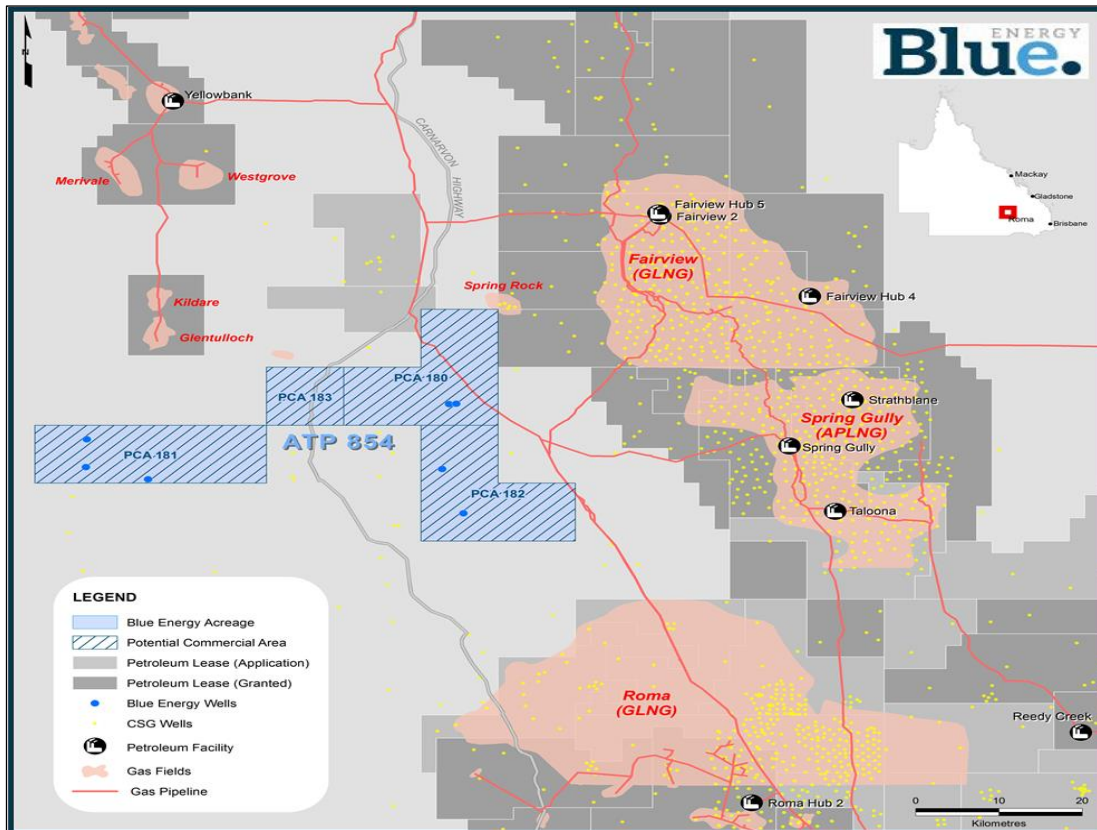 ENERGY
Blue.
N
Yellowbank
CARNARVON
HIGHWAY
Merivale
Westgrove
Mackay
Gladstone
Roma
Brisbane
Fairview Hub 5
Fairview 2
Fairview
(GLNG)
Fairview Hub 4
Spring Rock
Kildare
Glentulloch
PCA 180
PCA 183
ATP 854
PCA 181
PCA 182
Strathblane
Spring Gully
(APLNG)
Spring Gully
Taloona
LEGEND
Blue Energy Acreage
Potential Commercial Area
Petroleum Lease (Application)
Petroleum Lease (Granted)
Blue Energy Wells
CSG Wells
Petroleum Facility
Gas Fields
Gas Pipeline
Roma
(GLNG)
Reedy Creek
Roma Hub 2
0 10 20
Kilometres